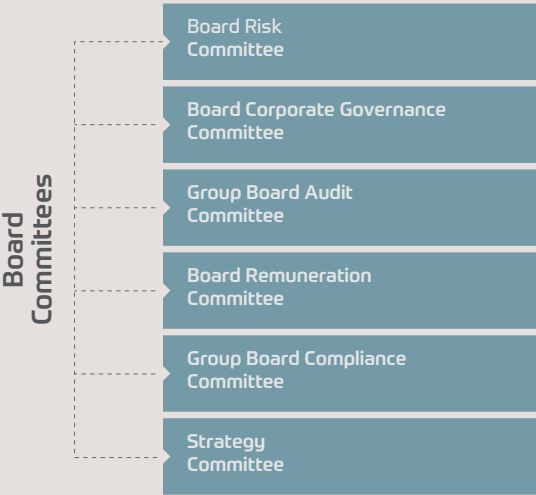 Board
Committees
Board Risk
Committee
Board Corporate Governance
Committee
Group Board Audit
Committee
Board Remuneration
Committee
Group Board Compliance
Committee
Strategy
Committee